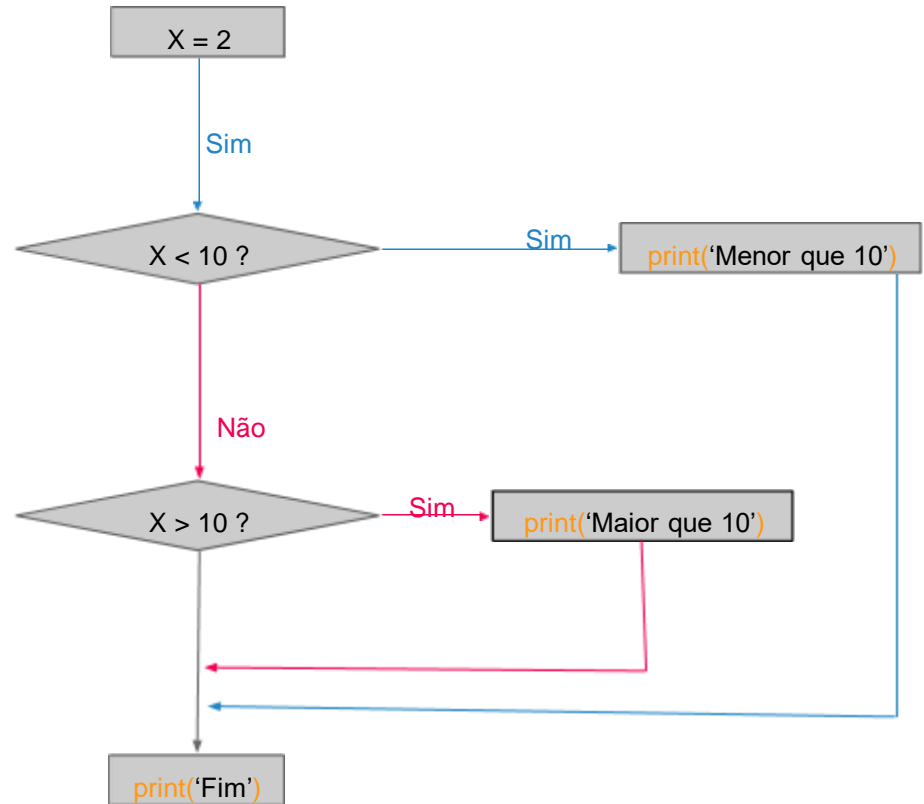 X = 2
Sim
X < 10 ?
Sim
print(‘Menor que 10’)
Não
X > 10 ?
Sim
print(‘Maior que 10’)
print(‘Fim’)